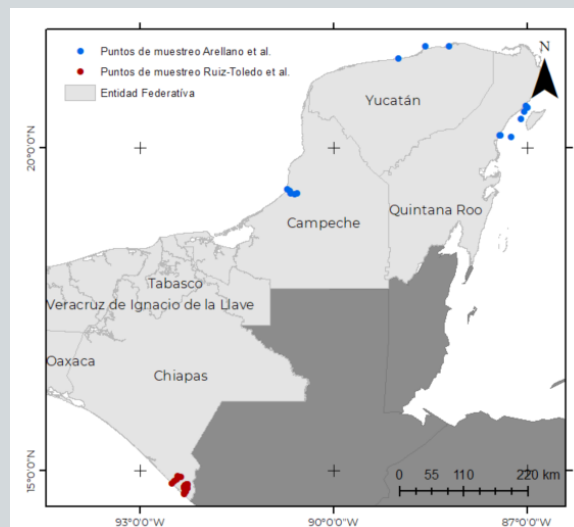 Puntos de muestreo Arellano et al.
Puntos de muestreo Ruiz-Toledo et al.
Entidad Federativa
N
Yucatán
20°0'0"N
Quintana Roo
Campeche
Tabasco
Veracruz de Ignacio de la Llave
Oaxaca
Chiapas
15°0'0"N
0 55 110 220 km
93°0'0"W 90°0'0"W 87°0'0"W